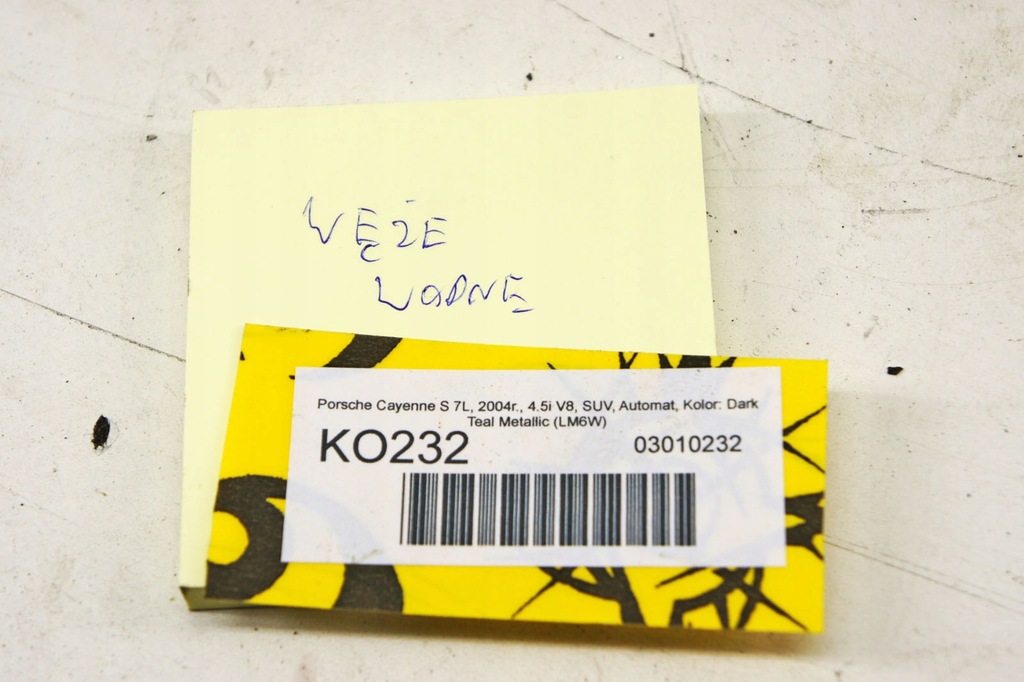 WĘŻE
WODNE
Porsche Cayenne S 7L, 2004r., 4.5i V8, SUV, Automat, Kolor: Dark
Teal Metallic (LM6W)
KO232 03010232